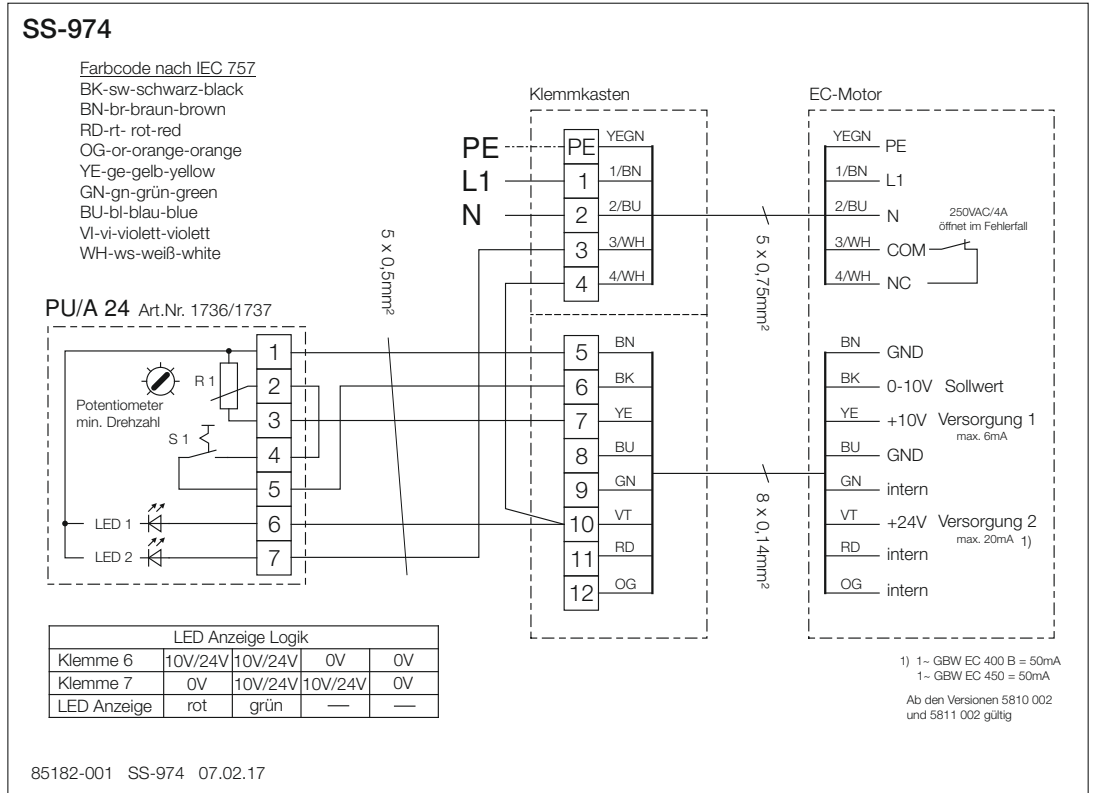 SS-974
Farbcode nach IEC 757
BK-sw-schwarz-black
BN-br-braun-brown
RD-rt- rot-red
OG-or-orange-orange
YE-ge-gelb-yellow
GN-gn-grün-green
BU-bl-blau-blue
VI-vi-violett-violett
WH-ws-weiß-white
Klemmkasten
PE PE YEGN
L1 1 1/BN
N 2 2/BU
3 3/WH
4 4/WH
5 BN
6 BK
7 YE
8 BU
9 GN
10 VT
11 RD
12 OG
5 x 0,5mm²
5 x 0,75mm²
8 x 0,14mm²
EC-Motor
YEGN PE
1/BN L1
2/BU N
3/WH COM
4/WH NC
250VAC/4A
öffnet im Fehlerfall
BN GND
BK 0-10V Sollwert
YE +10V Versorgung 1
max. 6mA
BU GND
GN intern
VT +24V Versorgung 2
max. 20mA 1)
RD intern
OG intern
PU/A 24 Art.Nr. 1736/1737
1
R 1 2
Potentiometer
min. Drehzahl
3
S 1
4
5
LED 1 6
LED 2 7
LED Anzeige Logik
Klemme 6 10V/24V 10V/24V 0V 0V
Klemme 7 0V 10V/24V 10V/24V 0V
LED Anzeige rot grün — —
1) 1~ GBW EC 400 B = 50mA
1~ GBW EC 450 = 50mA
Ab den Versionen 5810 002
und 5811 002 gültig
85182-001 SS-974 07.02.17